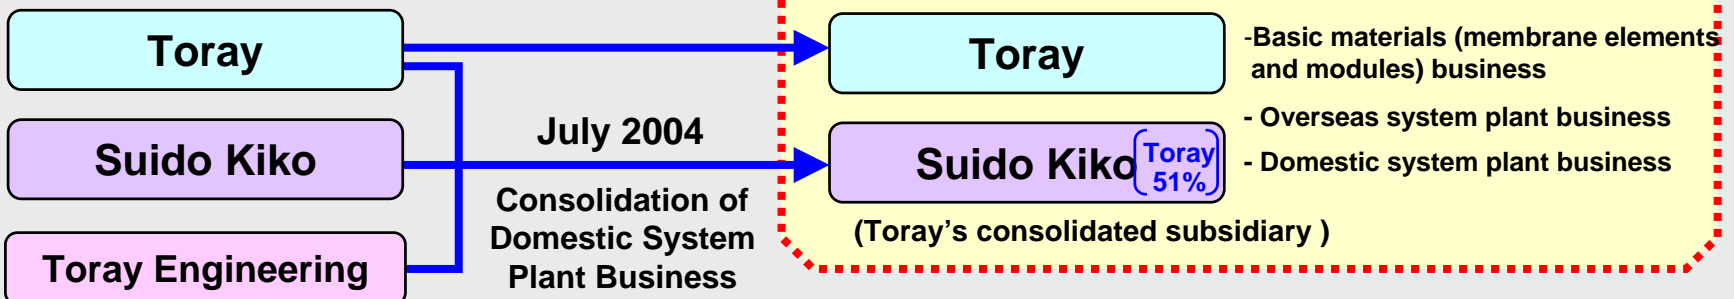 Toray
Suido Kiko
Toray Engineering
July 2004
Consolidation of
Domestic System
Plant Business
Toray
Suido Kiko
Toray
51%
(Toray's consolidated subsidiary )
-Basic materials (membrane elements
and modules) business
- Overseas system plant business
- Domestic system plant business